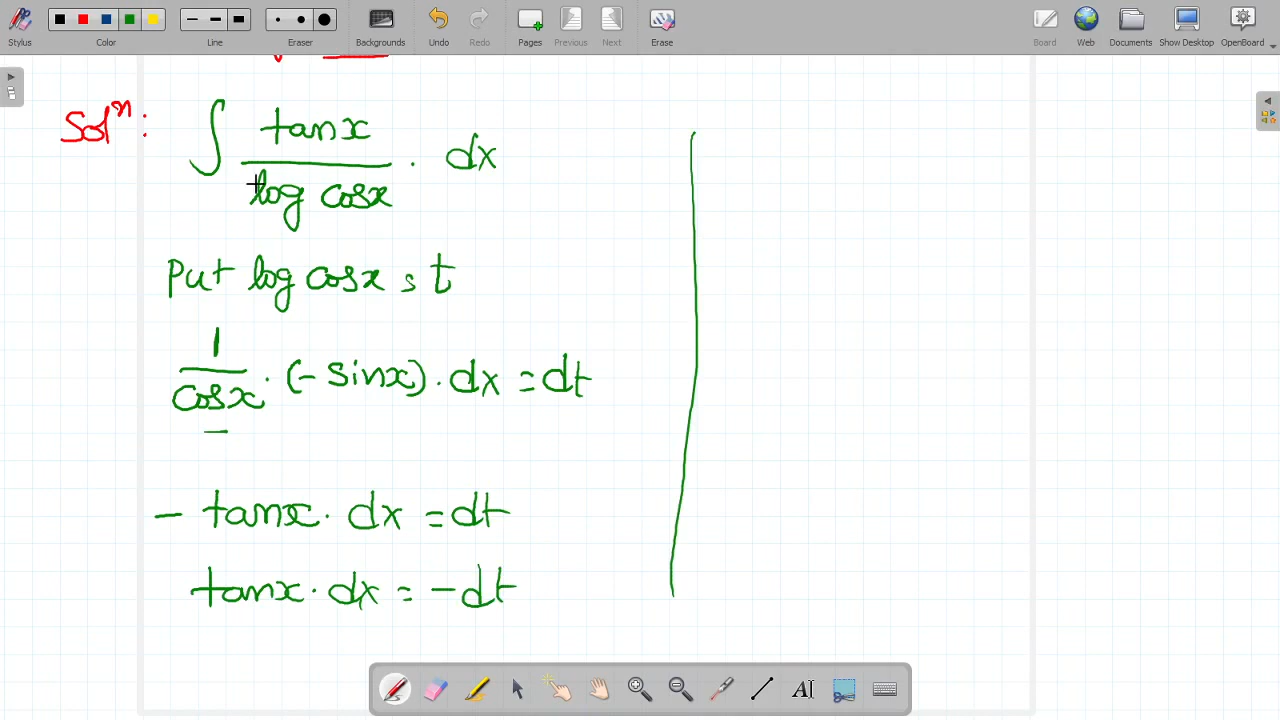 Stylus Color Line Eraser Backgrounds Undo Redo Pages Previous Next Erase Board Web Documents Show Desktop OpenBoard
Solⁿ: ∫ tanx / log cosx · dx
Put log cosx = t
1 / cosx · (- sinx) · dx = dt
- tanx · dx = dt
tanx · dx = - dt